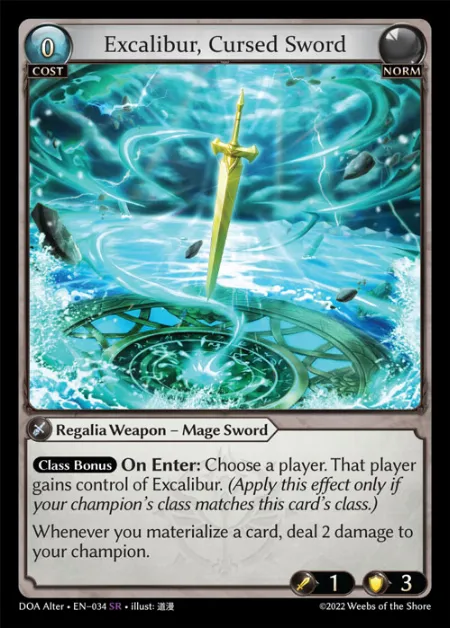 0
Excalibur, Cursed Sword
COST
NORM
Regalia Weapon – Mage Sword
Class Bonus On Enter: Choose a player. That player
gains control of Excalibur. (Apply this effect only if
your champion's class matches this card's class.)
Whenever you materialize a card, deal 2 damage to
your champion.
1
3
DOA Alter • EN-034 SR • illust: 道漫
©2022 Weebs of the Shore